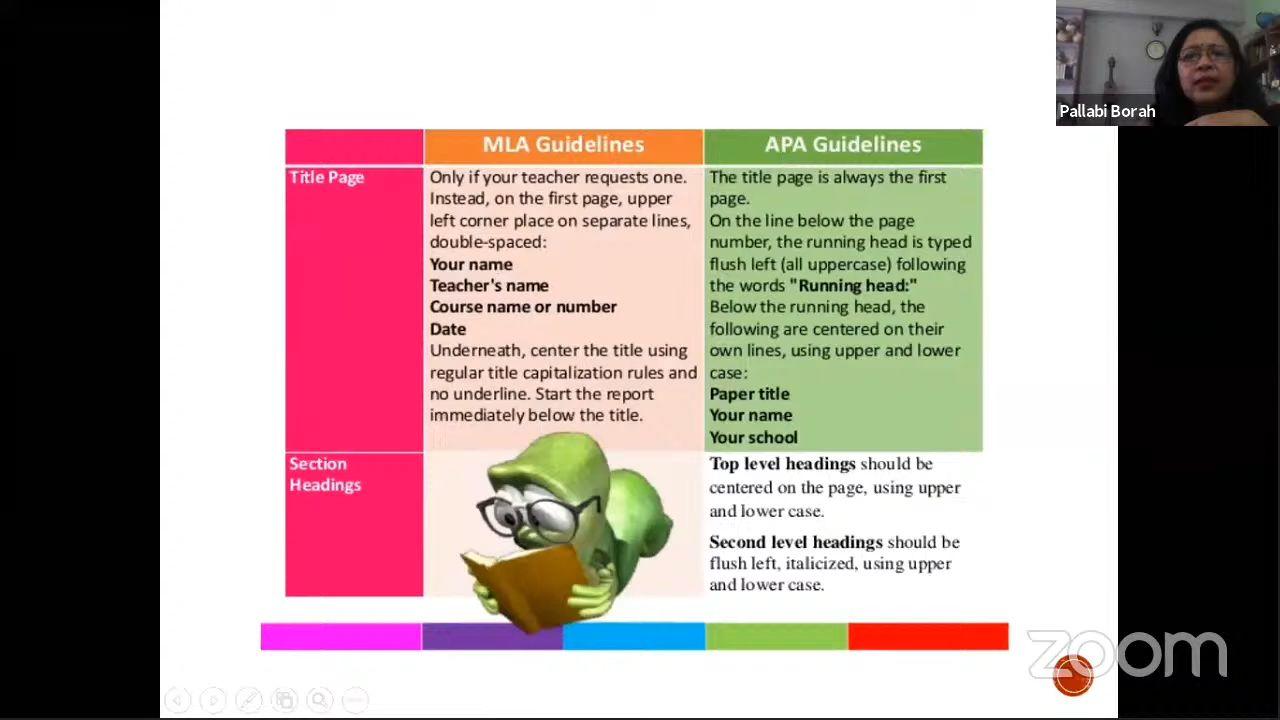 Pallabi Borah
MLA Guidelines
APA Guidelines
Title Page
Only if your teacher requests one.
Instead, on the first page, upper
left corner place on separate lines,
double-spaced:
Your name
Teacher's name
Course name or number
Date
Underneath, center the title using
regular title capitalization rules and
no underline. Start the report
immediately below the title.
The title page is always the first
page.
On the line below the page
number, the running head is typed
flush left (all uppercase) following
the words "Running head:"
Below the running head, the
following are centered on their
own lines, using upper and lower
case:
Paper title
Your name
Your school
Section
Headings
Top level headings should be
centered on the page, using upper
and lower case.
Second level headings should be
flush left, italicized, using upper
and lower case.
zoom